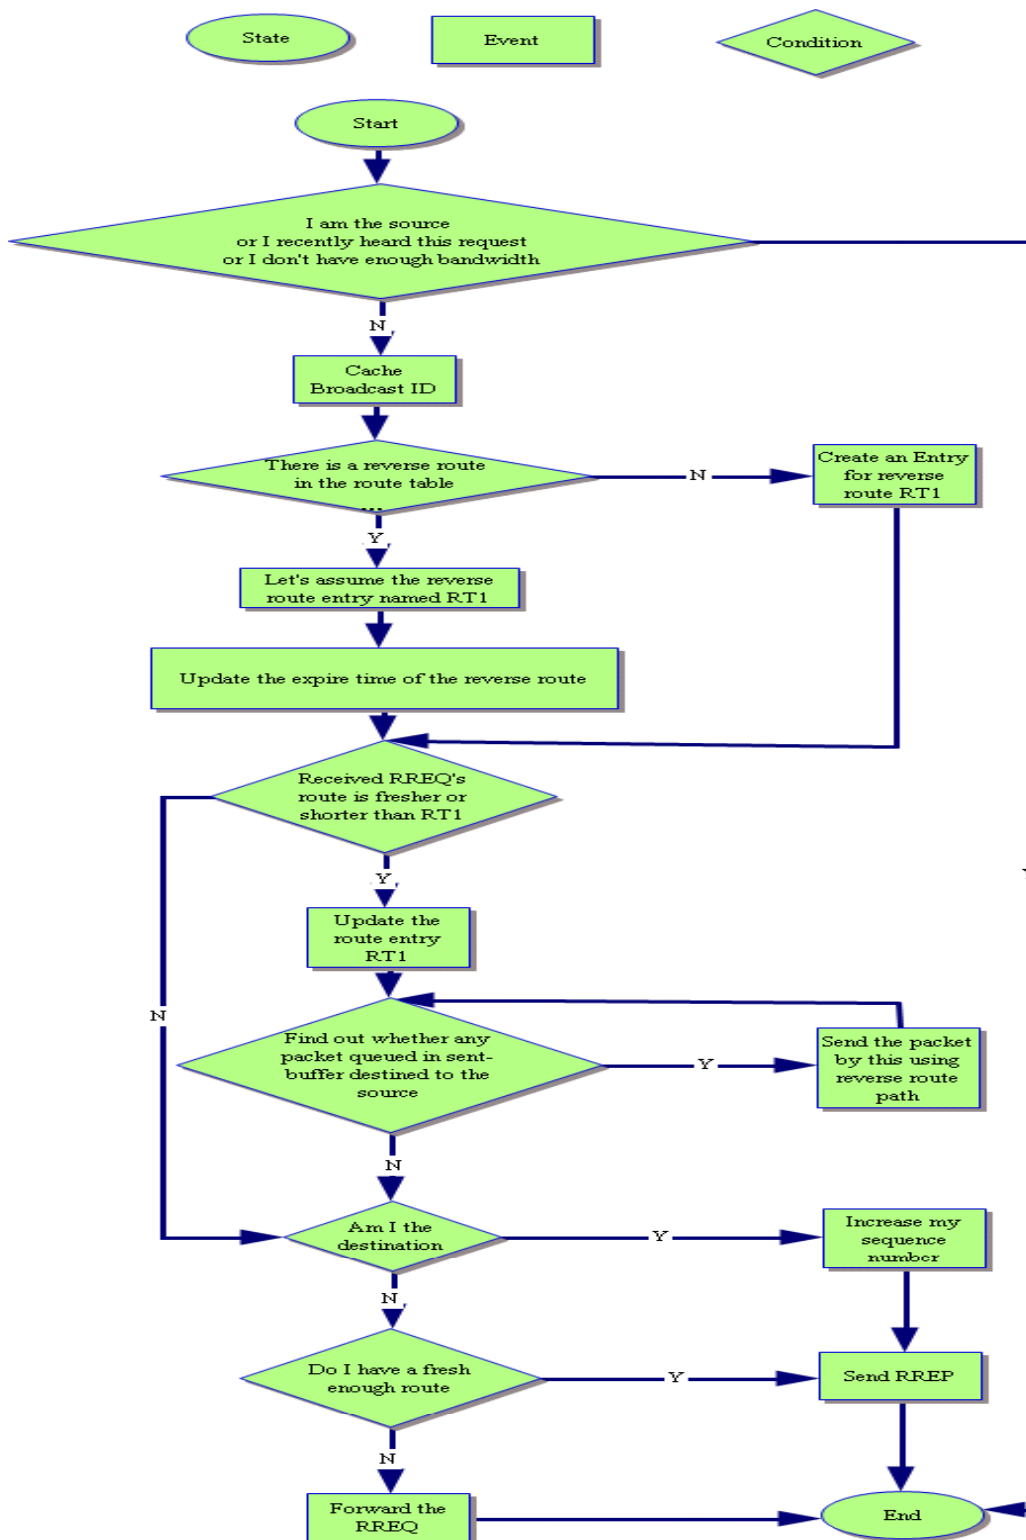 State
Event
Condition
Start
I am the source
or I recently heard this request
or I don't have enough bandwidth
N
Cache
Broadcast ID
There is a reverse route
in the route table
...
N
Create an Entry
for reverse
route RT1
Y
Let's assume the reverse
route entry named RT1
Update the expire time of the reverse route
Received RREQ's
route is fresher or
shorter than RT1
Y
Update the
route entry
RT1
N
Find out whether any
packet queued in sent-
buffer destined to the
source
Y
Send the packet
by this using
reverse route
path
N
Am I the
destination
Y
Increase my
sequence
number
N
Do I have a fresh
enough route
Y
Send RREP
N
Forward the
RREQ
End